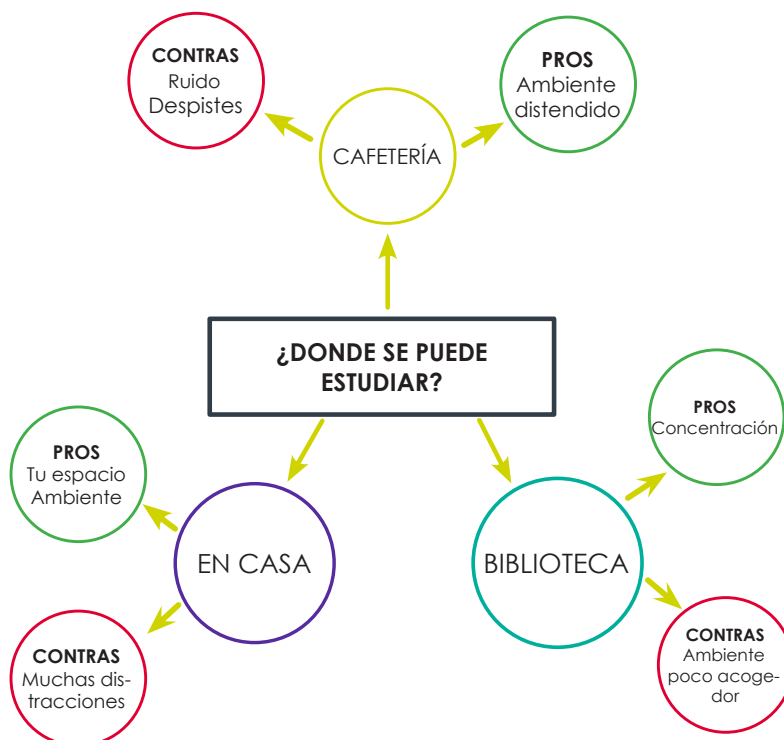 CONTRAS
Ruido
Despistes
PROS
Ambiente
distendido
CAFETERÍA
¿DONDE SE PUEDE
ESTUDIAR?
PROS
Tu espacio
Ambiente
EN CASA
CONTRAS
Muchas dis-
tracciones
PROS
Concentración
BIBLIOTECA
CONTRAS
Ambiente
poco acoge-
dor